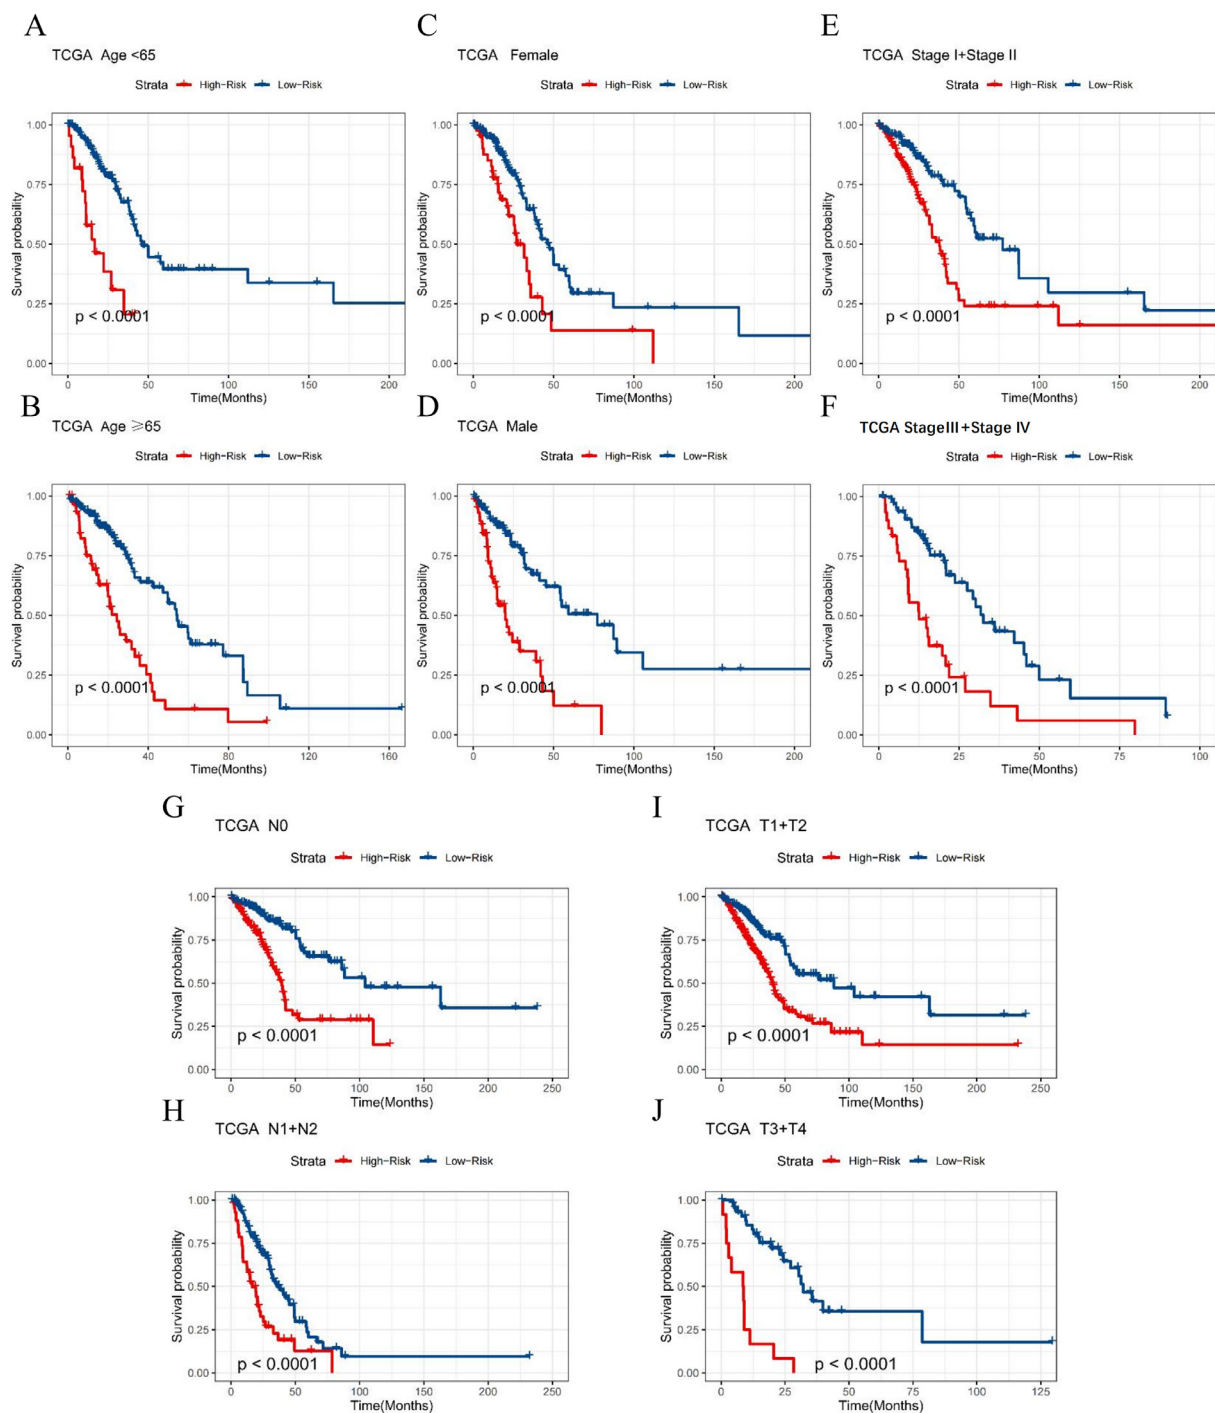 A
TCGA Age <65
Strata High-Risk Low-Risk
Survival probability
1.00
0.75
0.50
0.25
0.00
p < 0.0001
0 50 100 150 200
Time(Months)
C
TCGA Female
Strata High-Risk Low-Risk
Survival probability
1.00
0.75
0.50
0.25
0.00
p < 0.0001
0 50 100 150 200
Time(Months)
E
TCGA Stage I+Stage II
Strata High-Risk Low-Risk
Survival probability
1.00
0.75
0.50
0.25
0.00
p < 0.0001
0 50 100 150 200
Time(Months)
B
TCGA Age ≥65
Strata High-Risk Low-Risk
Survival probability
1.00
0.75
0.50
0.25
0.00
p < 0.0001
0 40 80 120 160
Time(Months)
D
TCGA Male
Strata High-Risk Low-Risk
Survival probability
1.00
0.75
0.50
0.25
0.00
p < 0.0001
0 50 100 150 200
Time(Months)
F
TCGA StageIII+Stage IV
Strata High-Risk Low-Risk
Survival probability
1.00
0.75
0.50
0.25
0.00
p < 0.0001
0 25 50 75 100
Time(Months)
G
TCGA N0
Strata High-Risk Low-Risk
Survival probability
1.00
0.75
0.50
0.25
0.00
p < 0.0001
0 50 100 150 200 250
Time(Months)
I
TCGA T1+T2
Strata High-Risk Low-Risk
Survival probability
1.00
0.75
0.50
0.25
0.00
p < 0.0001
0 50 100 150 200 250
Time(Months)
H
TCGA N1+N2
Strata High-Risk Low-Risk
Survival probability
1.00
0.75
0.50
0.25
0.00
p < 0.0001
0 50 100 150 200 250
Time(Months)
J
TCGA T3+T4
Strata High-Risk Low-Risk
Survival probability
1.00
0.75
0.50
0.25
0.00
p < 0.0001
0 25 50 75 100 125
Time(Months)